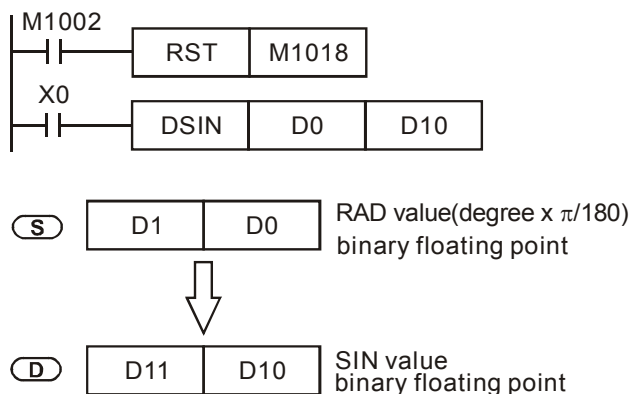 M1002
RST M1018
X0
DSIN D0 D10
S D1 D0 RAD value(degree x π/180)
binary floating point
D D11 D10 SIN value
binary floating point